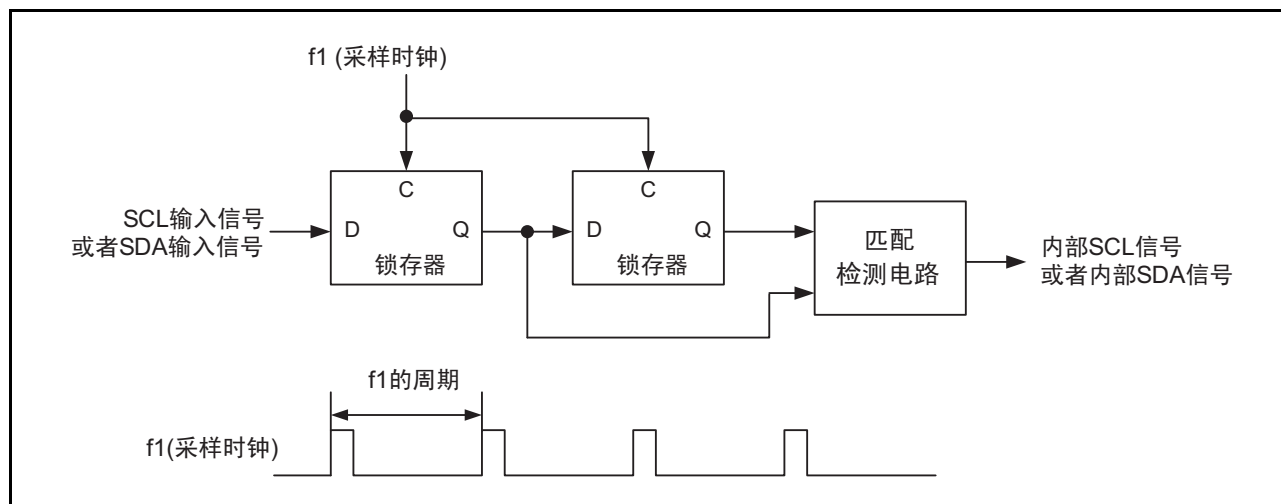 f1 (采样时钟)
C
C
SCL输入信号
或者SDA输入信号
D
Q
D
Q
锁存器
锁存器
匹配
检测电路
内部SCL信号
或者内部SDA信号
f1的周期
f1(采样时钟)